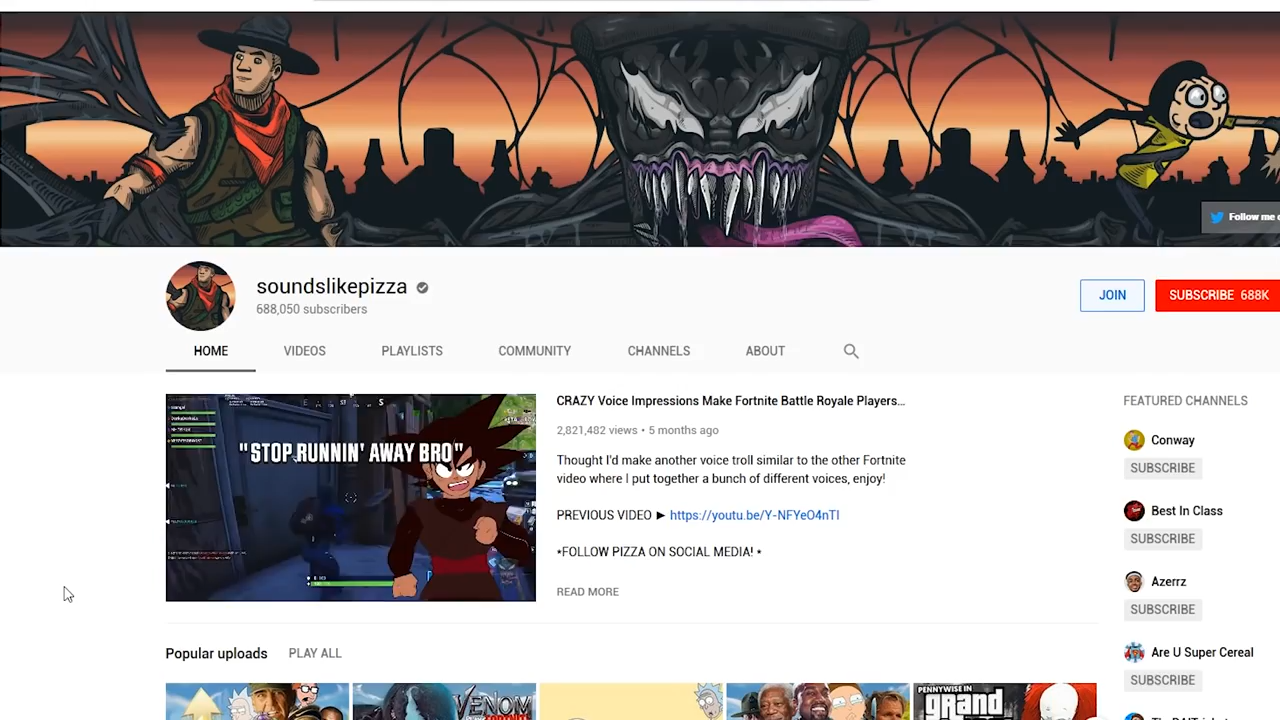 Follow me o
soundslikepizza
688,050 subscribers
JOIN
SUBSCRIBE 688K
HOME
VIDEOS
PLAYLISTS
COMMUNITY
CHANNELS
ABOUT
"STOP RUNNIN' AWAY BRO"
CRAZY Voice Impressions Make Fortnite Battle Royale Players...
2,821,482 views • 5 months ago
Thought I'd make another voice troll similar to the other Fortnite
video where I put together a bunch of different voices, enjoy!
PREVIOUS VIDEO ► https://youtu.be/Y-NFYeO4nTI
*FOLLOW PIZZA ON SOCIAL MEDIA! *
READ MORE
FEATURED CHANNELS
Conway
SUBSCRIBE
Best In Class
SUBSCRIBE
Azerrz
SUBSCRIBE
Are U Super Cereal
SUBSCRIBE
Popular uploads
PLAY ALL
VENOM
PENNYWISE IN
grand